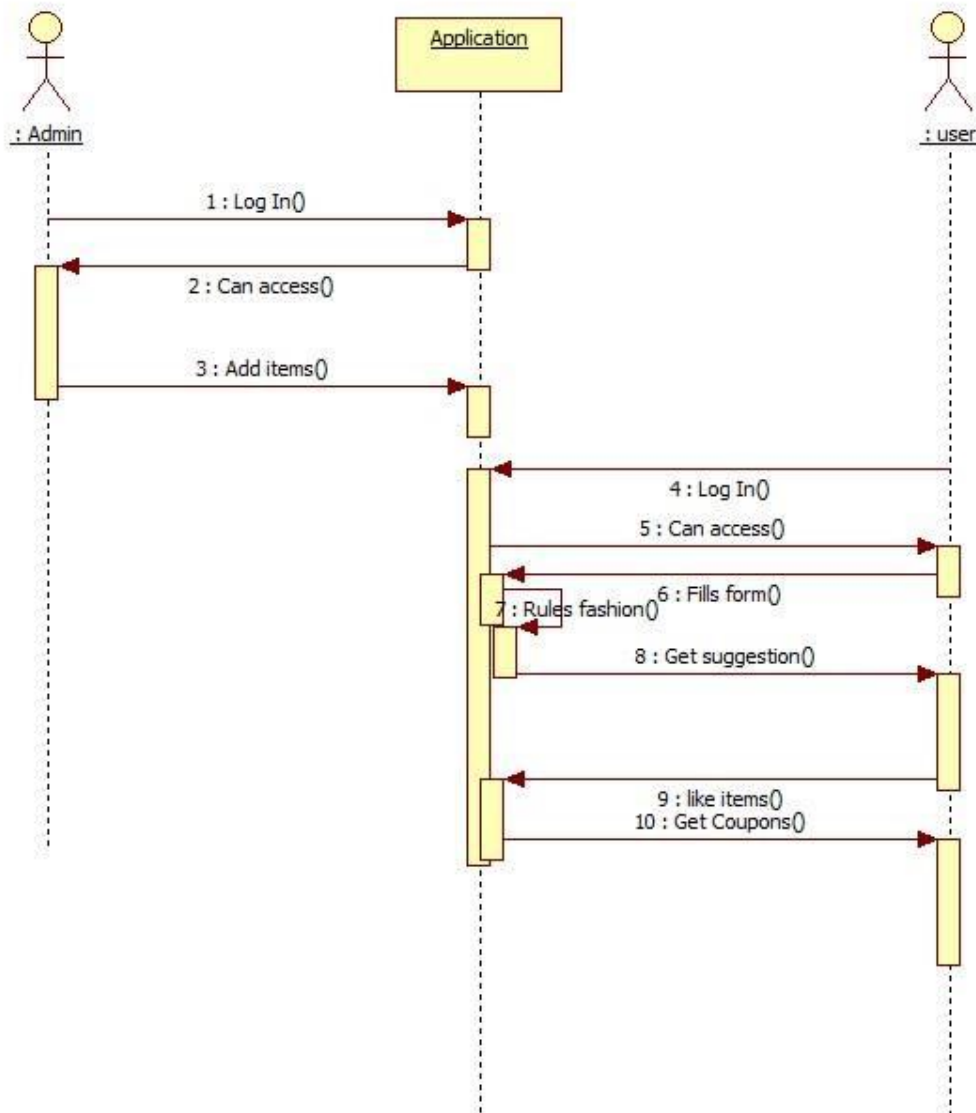 Application
: Admin
: user
1 : Log In()
2 : Can access()
3 : Add items()
4 : Log In()
5 : Can access()
6 : Fills form()
7 : Rules fashion()
8 : Get suggestion()
9 : like items()
10 : Get Coupons()